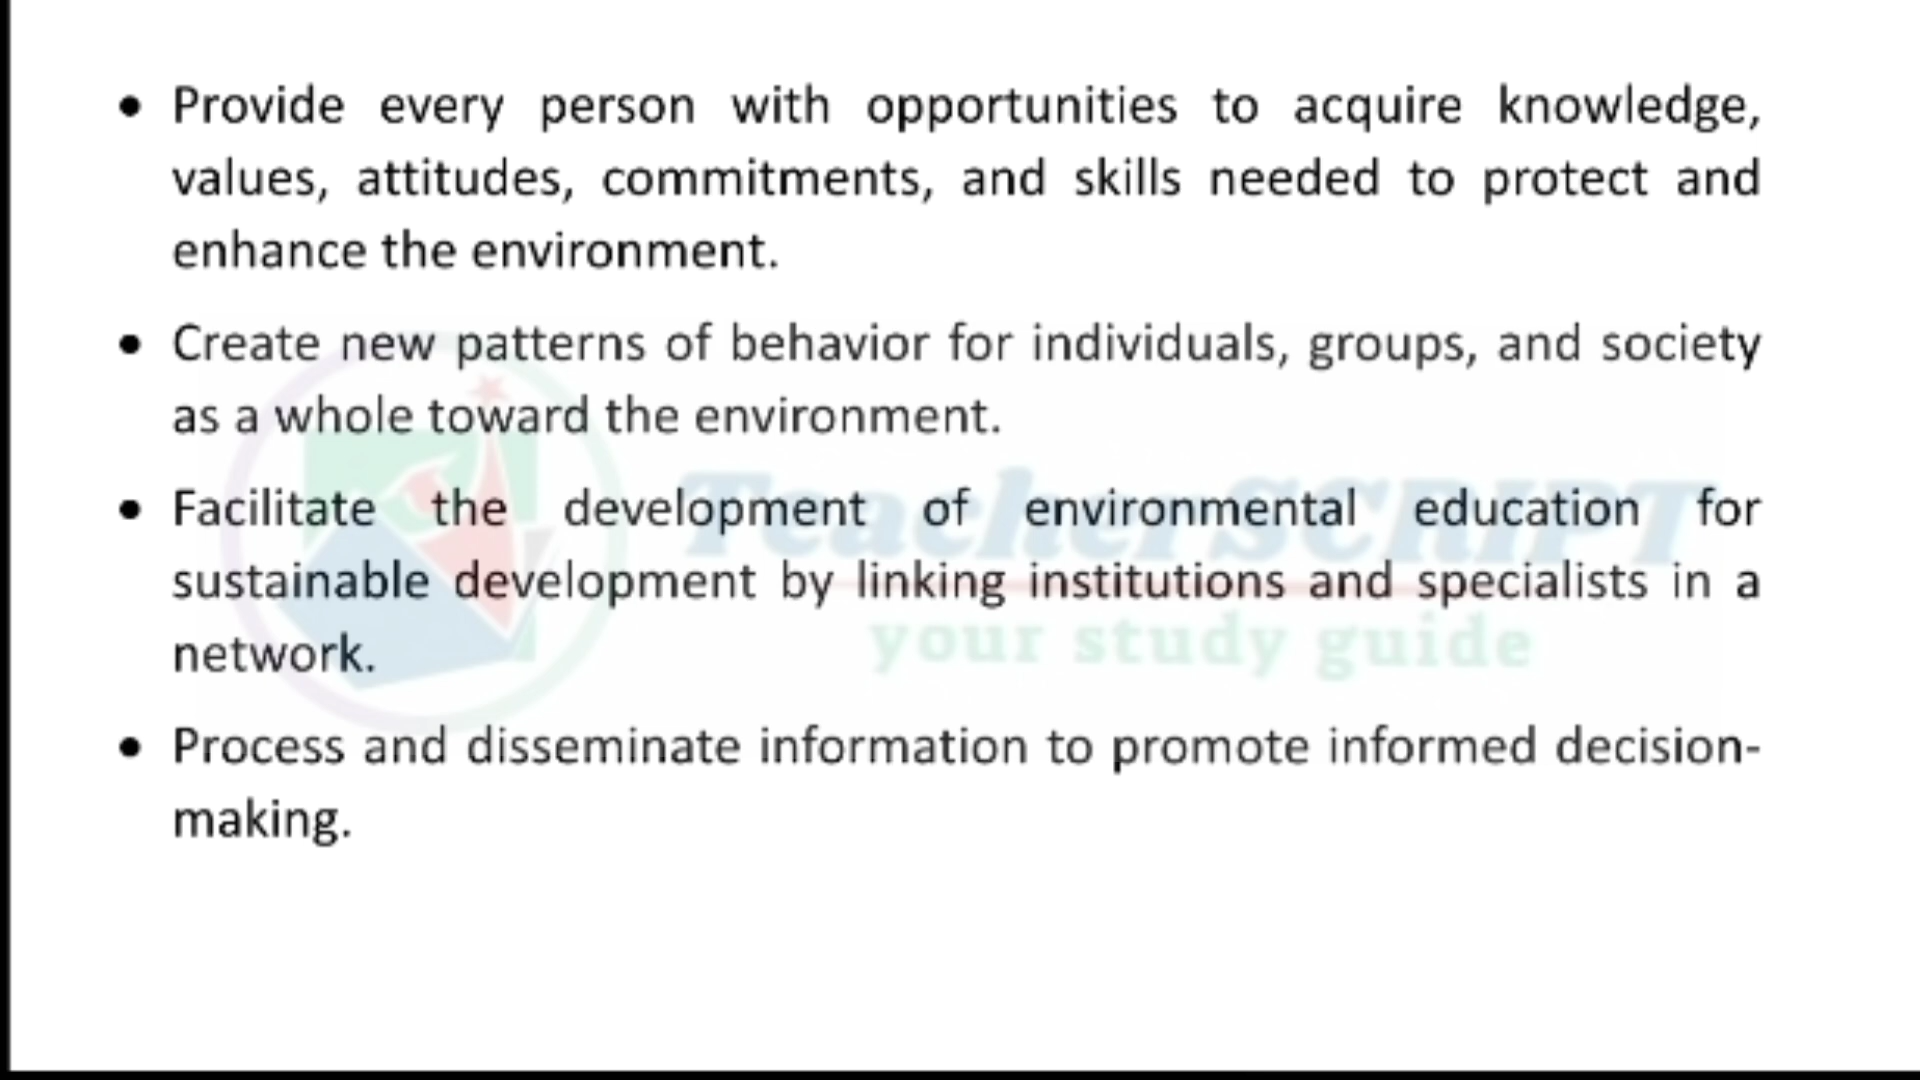 • Provide every person with opportunities to acquire knowledge,
values, attitudes, commitments, and skills needed to protect and
enhance the environment.
• Create new patterns of behavior for individuals, groups, and society
as a whole toward the environment.
• Facilitate the development of environmental education for
sustainable development by linking institutions and specialists in a
network.
• Process and disseminate information to promote informed decision-
making.
TeacherSCRIPT
your study guide